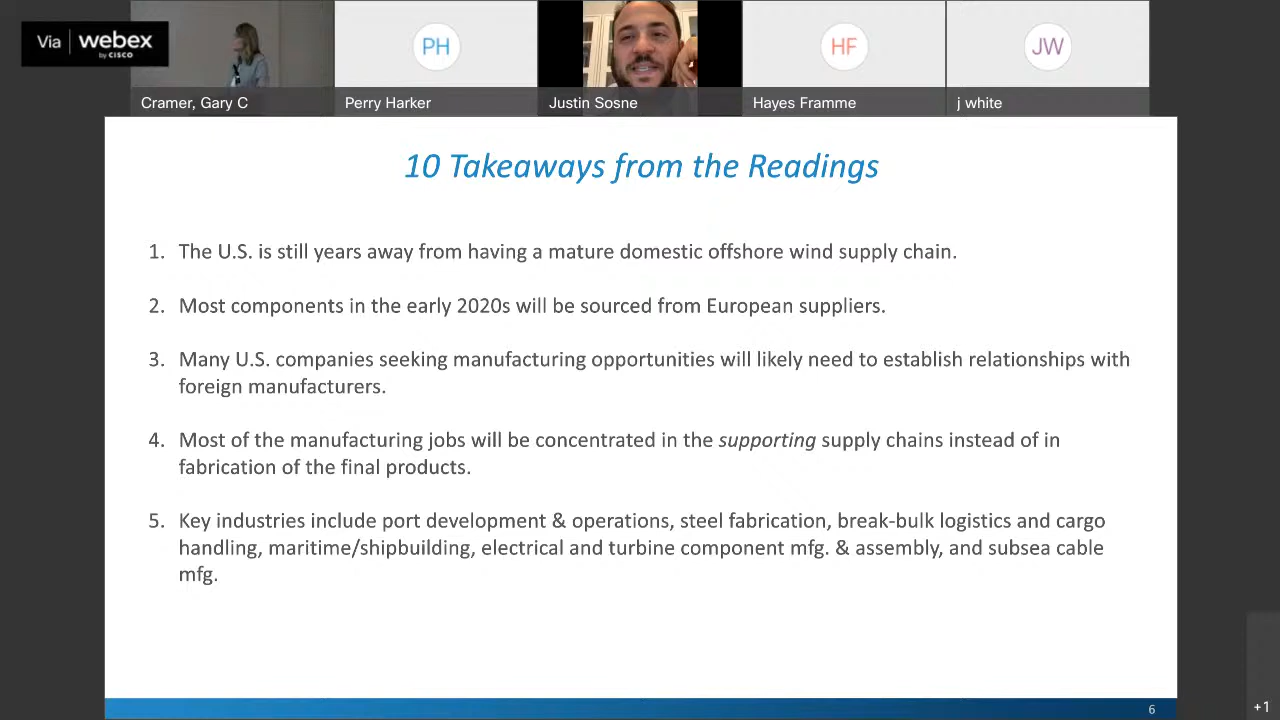 Via webex
by CISCO
PH
HF
JW
Cramer, Gary C
Perry Harker
Justin Sosne
Hayes Framme
j white
10 Takeaways from the Readings
1. The U.S. is still years away from having a mature domestic offshore wind supply chain.
2. Most components in the early 2020s will be sourced from European suppliers.
3. Many U.S. companies seeking manufacturing opportunities will likely need to establish relationships with
foreign manufacturers.
4. Most of the manufacturing jobs will be concentrated in the supporting supply chains instead of in
fabrication of the final products.
5. Key industries include port development & operations, steel fabrication, break-bulk logistics and cargo
handling, maritime/shipbuilding, electrical and turbine component mfg. & assembly, and subsea cable
mfg.
6
+1